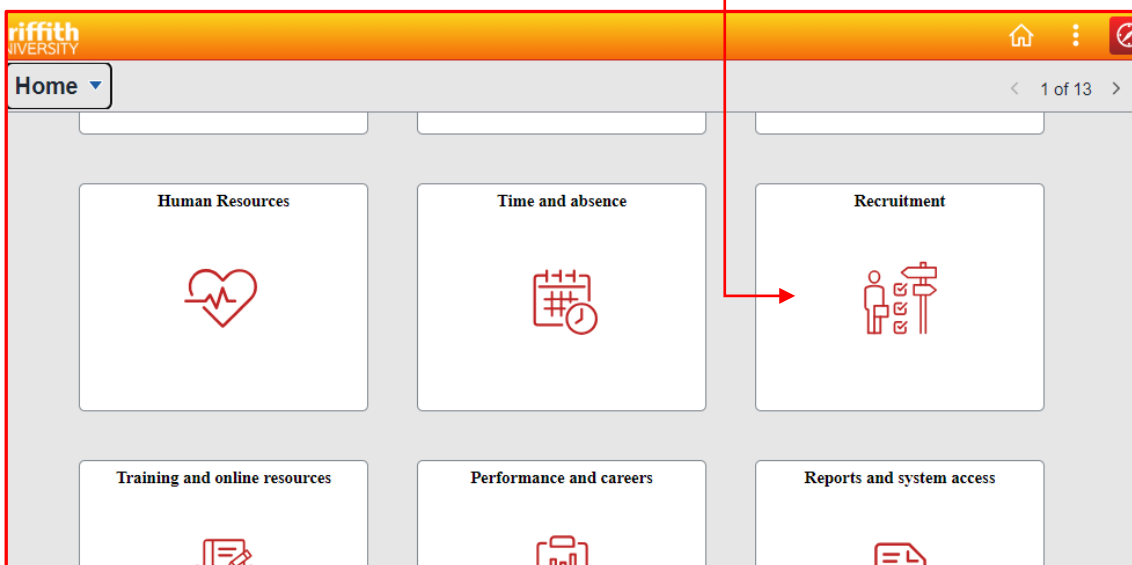 riffith
NIVERSITY
Home
1 of 13
Human Resources
Time and absence
Recruitment
Training and online resources
Performance and careers
Reports and system access